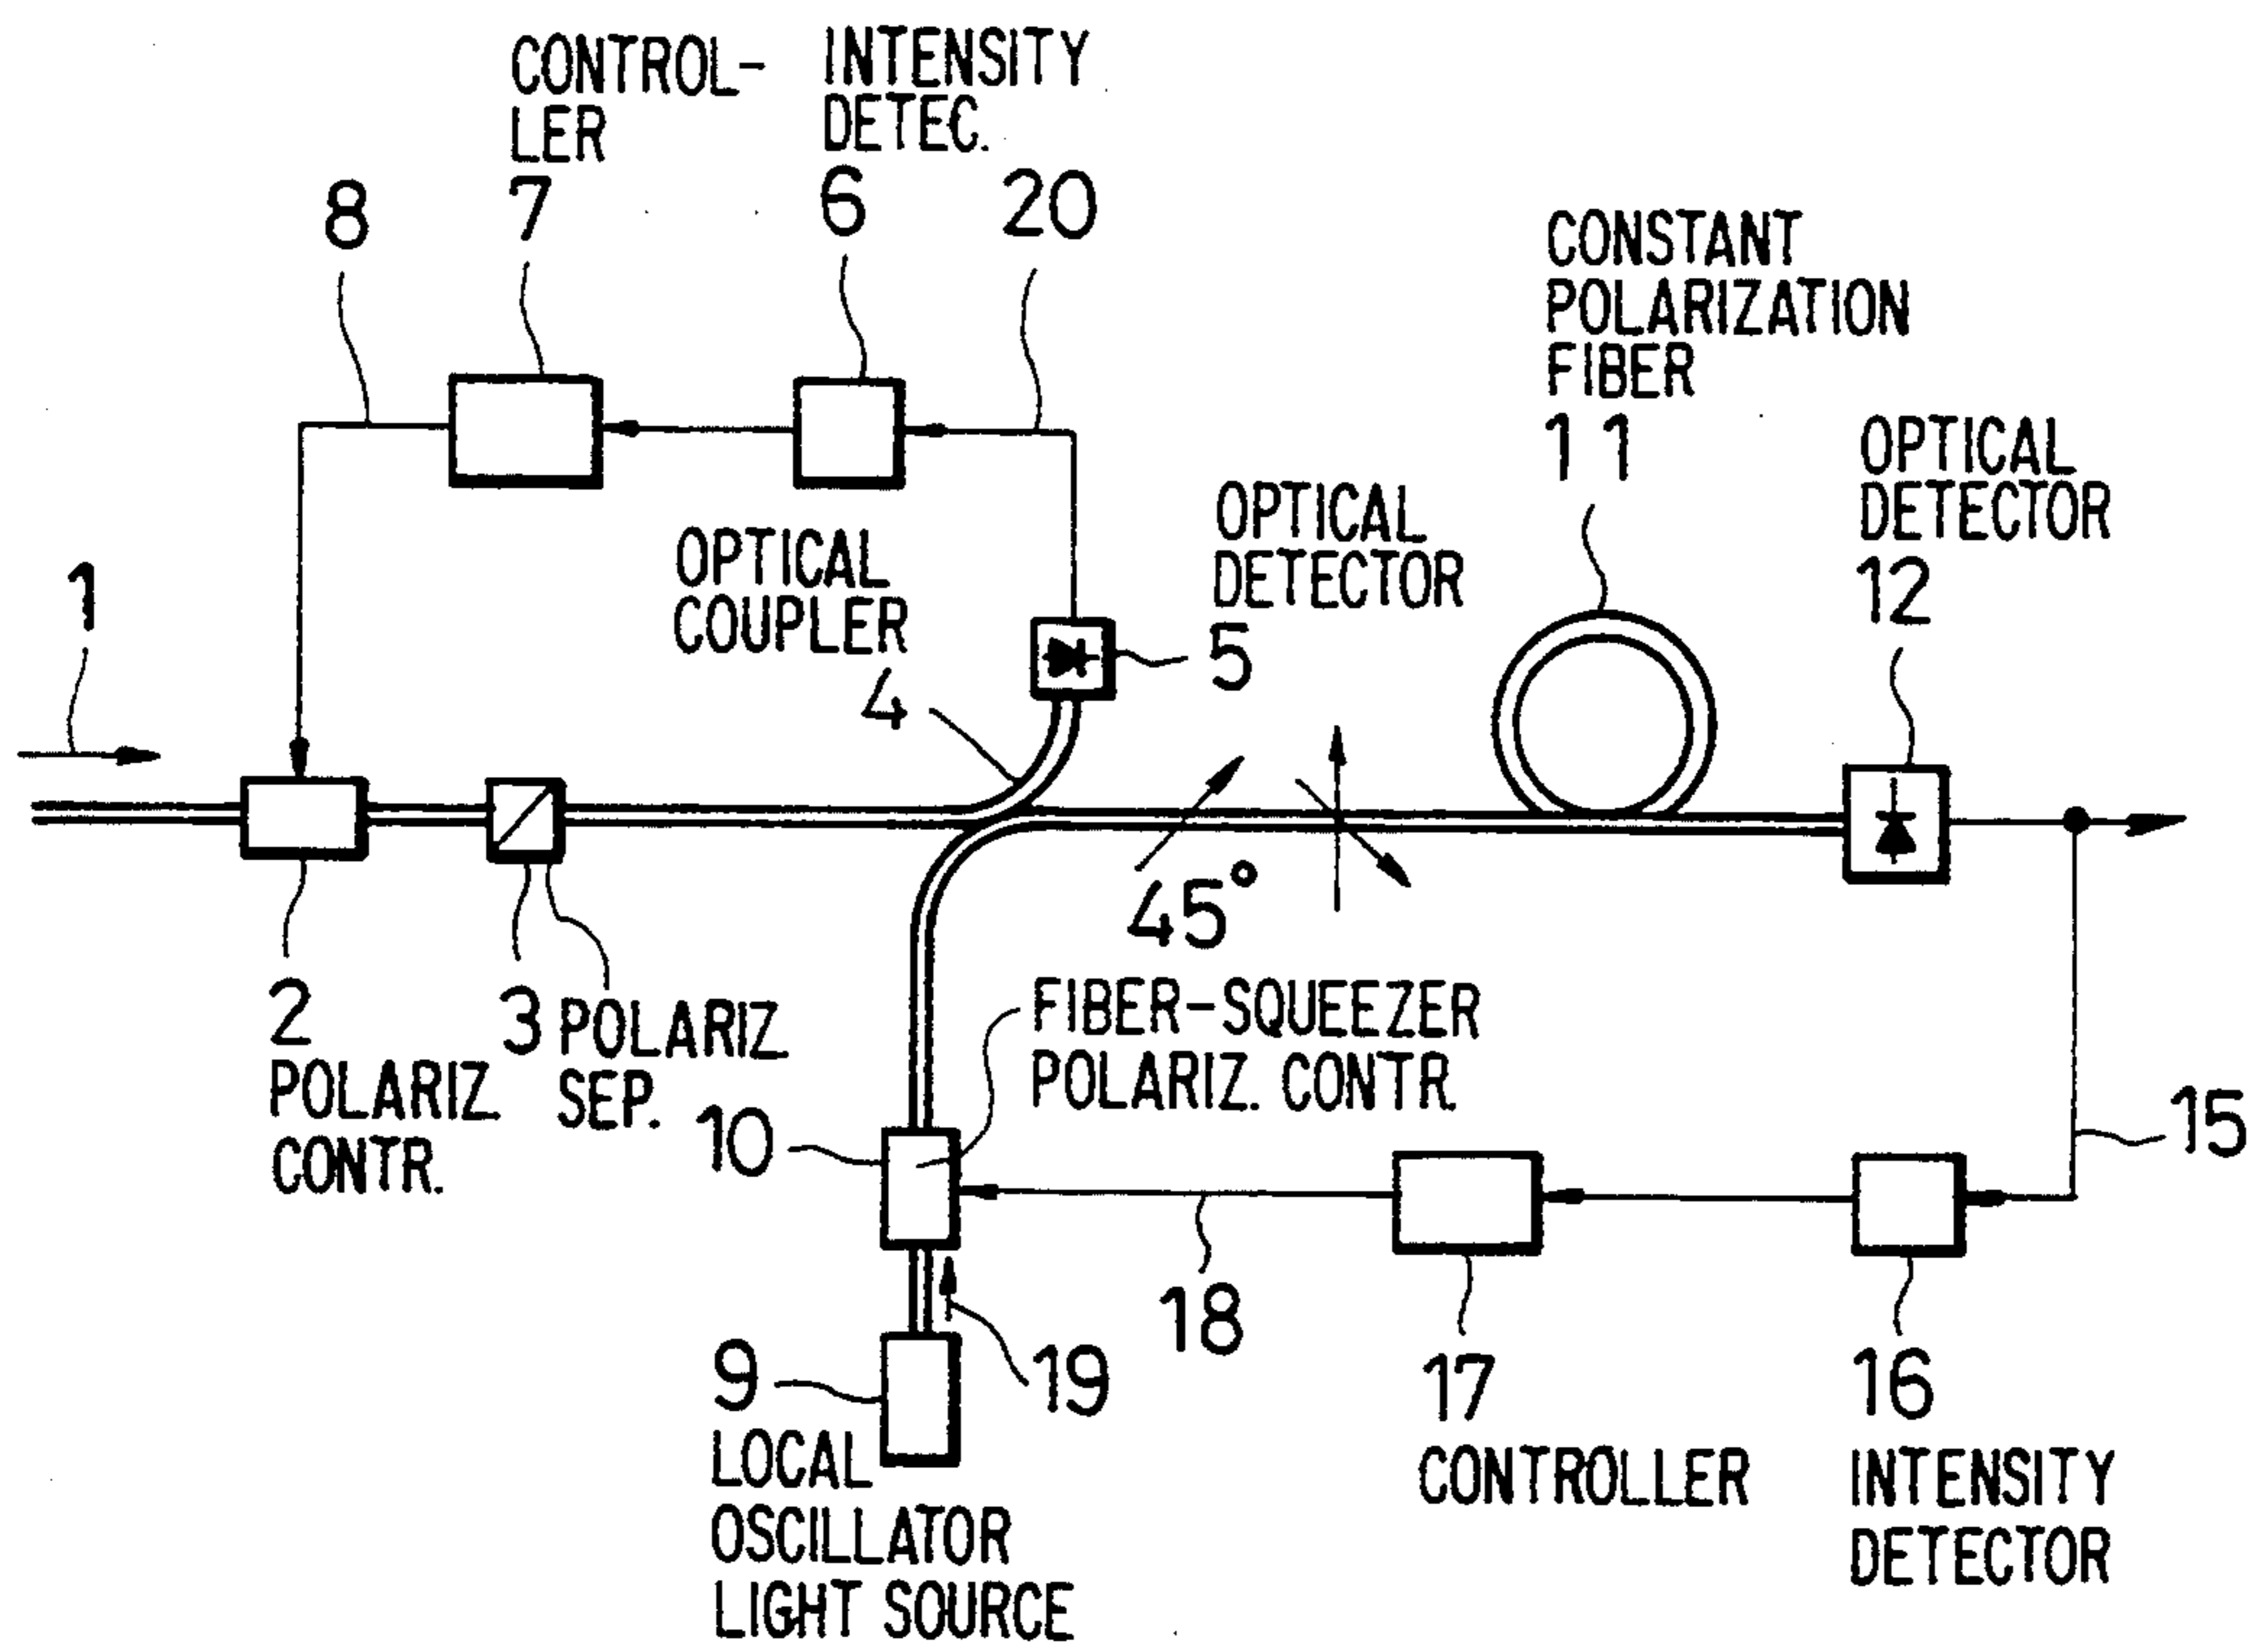 CONTROL-
LER
7
INTENSITY
DETEC.
6
20
8
CONSTANT
POLARIZATION
FIBER
11
OPTICAL
DETECTOR
12
OPTICAL
DETECTOR
5
OPTICAL
COUPLER
4
1
45°
2
POLARIZ
CONTR.
3 POLARIZ
SEP.
FIBER-SQUEEZER
POLARIZ. CONTR.
10
15
18
19
9
LOCAL
OSCILLATOR
LIGHT SOURCE
17
CONTROLLER
16
INTENSITY
DETECTOR